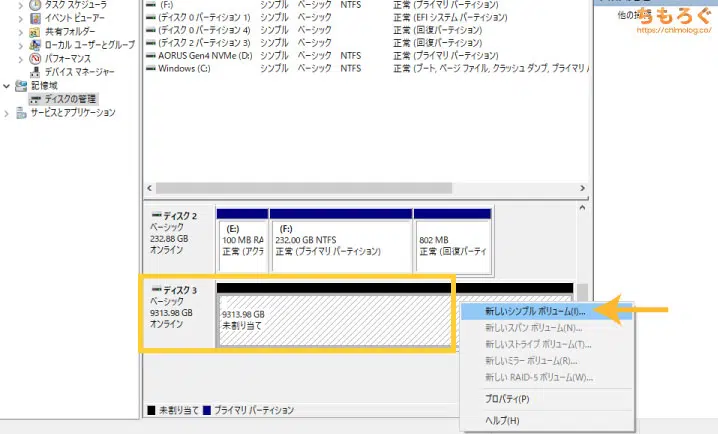 タスク スケジューラ
イベント ビューアー
共有フォルダー
ローカル ユーザーとグループ
パフォーマンス
デバイス マネージャー
記憶域
ディスクの管理
サービスとアプリケーション
(F:) シンプル ベーシック NTFS 正常 (プライマリ パーティション)
(ディスク 0 パーティション 1) シンプル ベーシック 正常 (EFI システム パーティション)
(ディスク 0 パーティション 4) シンプル ベーシック 正常 (回復パーティション)
(ディスク 2 パーティション 3) シンプル ベーシック 正常 (回復パーティション)
AORUS Gen4 NVMe (D:) シンプル ベーシック NTFS 正常 (プライマリ パーティション)
Windows (C:) シンプル ベーシック NTFS 正常 (ブート, ページ ファイル, クラッシュ ダンプ, プライマリ
ちもろぐ
https://chimolog.co/
ディスク 2
ベーシック
232.88 GB
オンライン
(E:)
100 MB RA
正常 (アクテ
(F:)
232.00 GB NTFS
正常 (プライマリ パーティション)
802 MB
正常 (回復パーティ
ディスク 3
ベーシック
9313.98 GB
オンライン
9313.98 GB
未割り当て
新しいシンプル ボリューム(I)...
新しいスパン ボリューム(N)...
新しいストライプ ボリューム(T)...
新しいミラー ボリューム(R)...
新しい RAID-5 ボリューム(W)...
プロパティ(P)
ヘルプ(H)
未割り当て プライマリ パーティション